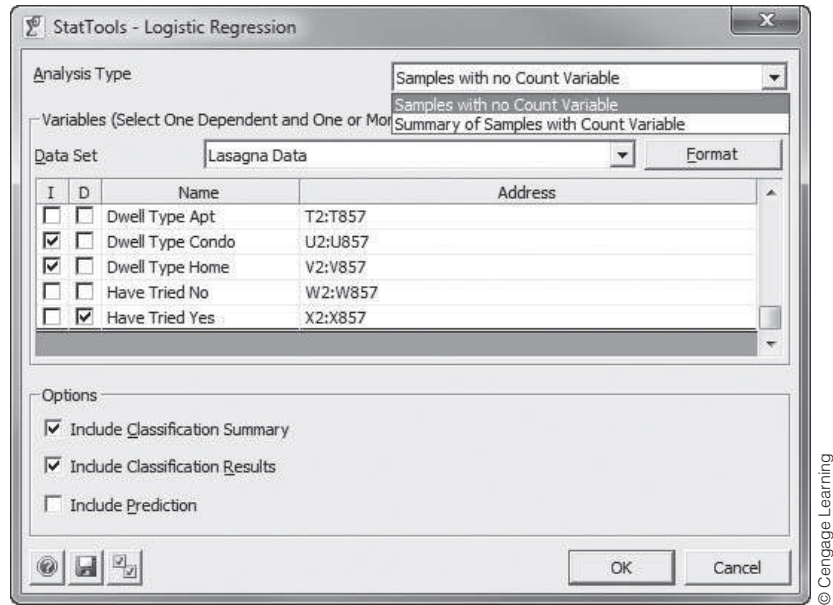 StatTools - Logistic Regression
Analysis Type
Samples with no Count Variable
Samples with no Count Variable
Summary of Samples with Count Variable
Variables (Select One Dependent and One or Mor
Data Set
Lasagna Data
Format
I D Name Address
Dwell Type Apt T2:T857
Dwell Type Condo U2:U857
Dwell Type Home V2:V857
Have Tried No W2:W857
Have Tried Yes X2:X857
Options
Include Classification Summary
Include Classification Results
Include Prediction
OK
Cancel
© Cengage Learning